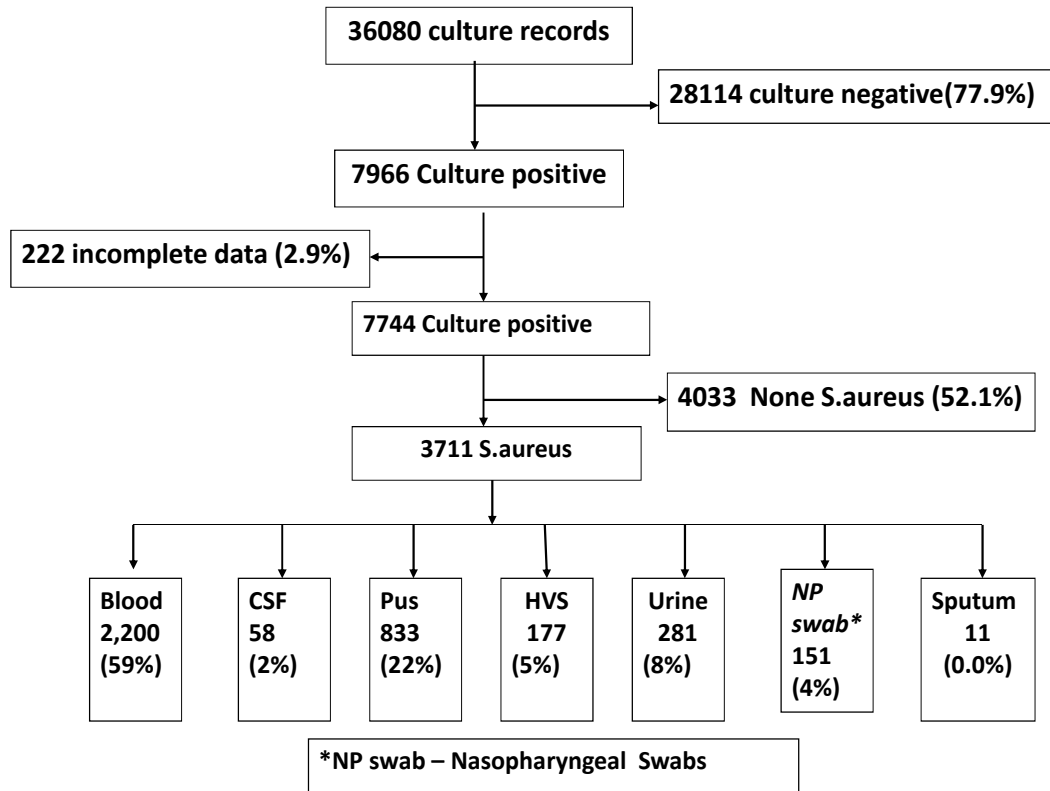 36080 culture records
28114 culture negative(77.9%)
7966 Culture positive
222 incomplete data (2.9%)
7744 Culture positive
4033 None S.aureus (52.1%)
3711 S.aureus
Blood
2,200
(59%)
CSF
58
(2%)
Pus
833
(22%)
HVS
177
(5%)
Urine
281
(8%)
NP
swab*
151
(4%)
Sputum
11
(0.0%)
*NP swab – Nasopharyngeal Swabs